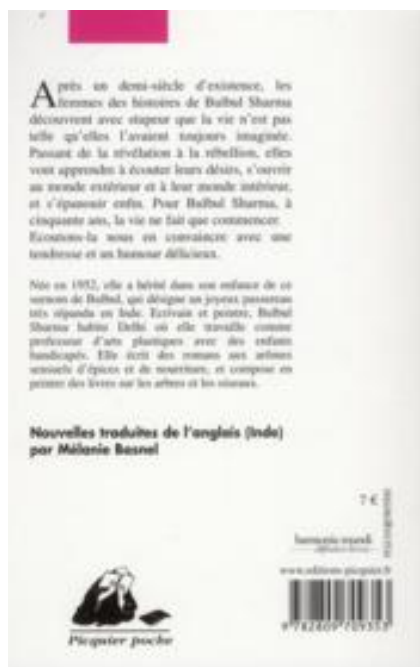 Après un demi-siècle d'existence, les
femmes des histoires de Bulbul Sharma
découvrent avec stupeur que la vie n'est pas
telle qu'elles l'avaient toujours imaginée.
Passant de la révélation à la rébellion, elles
vont apprendre à écouter leurs désirs, s'ouvrir
au monde extérieur et à leur monde intérieur,
et s'épanouir enfin. Pour Bulbul Sharma, à
cinquante ans, la vie ne fait que commencer.
Ecoutons-la nous en convaincre avec une
tendresse et un humour délicieux.
Née en 1952, elle a hérité dans son enfance de ce
surnom de Bulbul, qui désigne un joyeux passereau
très répandu en Inde. Ecrivain et peintre, Bulbul
Sharma habite Delhi où elle travaille comme
professeur d'arts plastiques avec des enfants
handicapés. Elle écrit des romans aux arômes
sensuels d'épices et de nourriture, et compose en
peintre des livres sur les arbres et les oiseaux.
Nouvelles traduites de l'anglais (Inde)
par Mélanie Basnel
7 €
harmonia mundi
www.editions-picquier.fr
9 782809 709353
Picquier poche